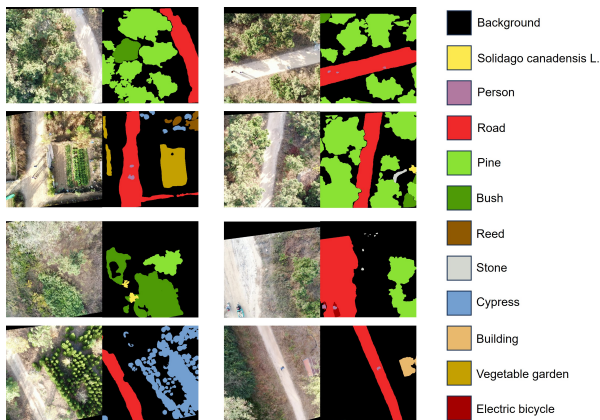 Background
Solidago canadensis L.
Person
Road
Pine
Bush
Reed
Stone
Cypress
Building
Vegetable garden
Electric bicycle